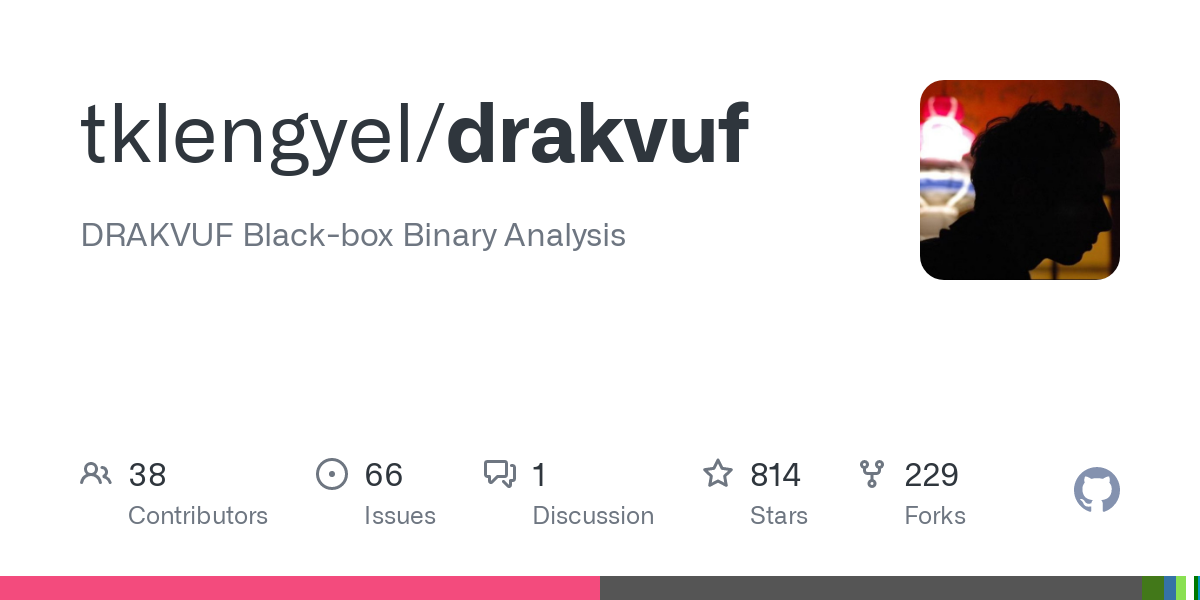 tklengyel/drakvuf
DRAKVUF Black-box Binary Analysis
38
Contributors
66
Issues
1
Discussion
814
Stars
229
Forks